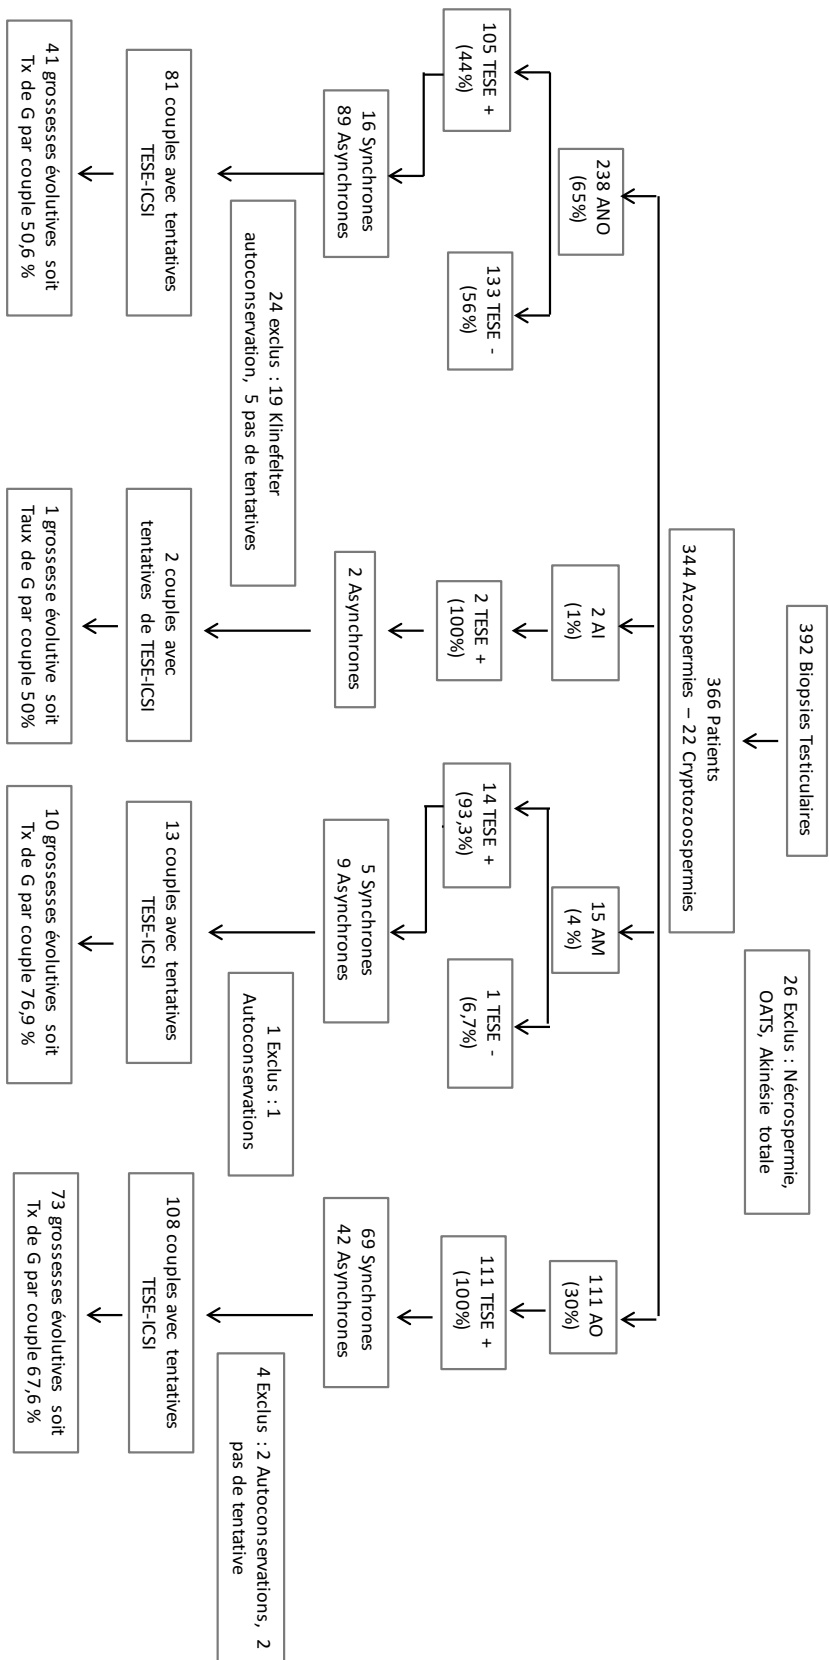 392 Biopsies Testiculaires
366 Patients
344 Azoospermies – 22 Cryptozoospermies
26 Exclus : Nécrospermie,
OATS, Akinésie totale
238 ANO
(65%)
2 AI
(1%)
15 AM
(4 %)
111 AO
(30%)
105 TESE +
(44%)
133 TESE -
(56%)
2 TESE +
(100%)
14 TESE +
(93,3%)
1 TESE -
(6,7%)
111 TESE +
(100%)
16 Synchrones
89 Asynchrones
2 Asynchrones
5 Synchrones
9 Asynchrones
69 Synchrones
42 Asynchrones
24 exclus : 19 Klinefelter
autoconservation, 5 pas de tentatives
1 Exclus : 1
Autoconservations
4 Exclus : 2 Autoconservations, 2
pas de tentative
81 couples avec tentatives
TESE-ICSI
2 couples avec
tentatives de TESE-ICSI
13 couples avec tentatives
TESE-ICSI
108 couples avec tentatives
TESE-ICSI
41 grossesses évolutives soit
Tx de G par couple 50,6 %
1 grossesse évolutive soit
Taux de G par couple 50%
10 grossesses évolutives soit
Tx de G par couple 76,9 %
73 grossesses évolutives soit
Tx de G par couple 67,6 %